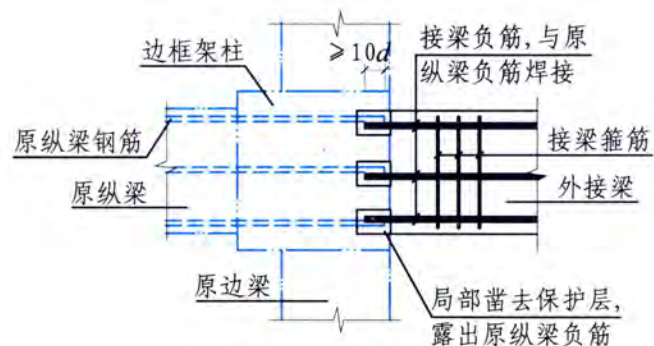 边框架柱
≥10d
接梁负筋,与原
纵梁负筋焊接
原纵梁钢筋
接梁箍筋
原纵梁
外接梁
原边梁
局部凿去保护层,
露出原纵梁负筋